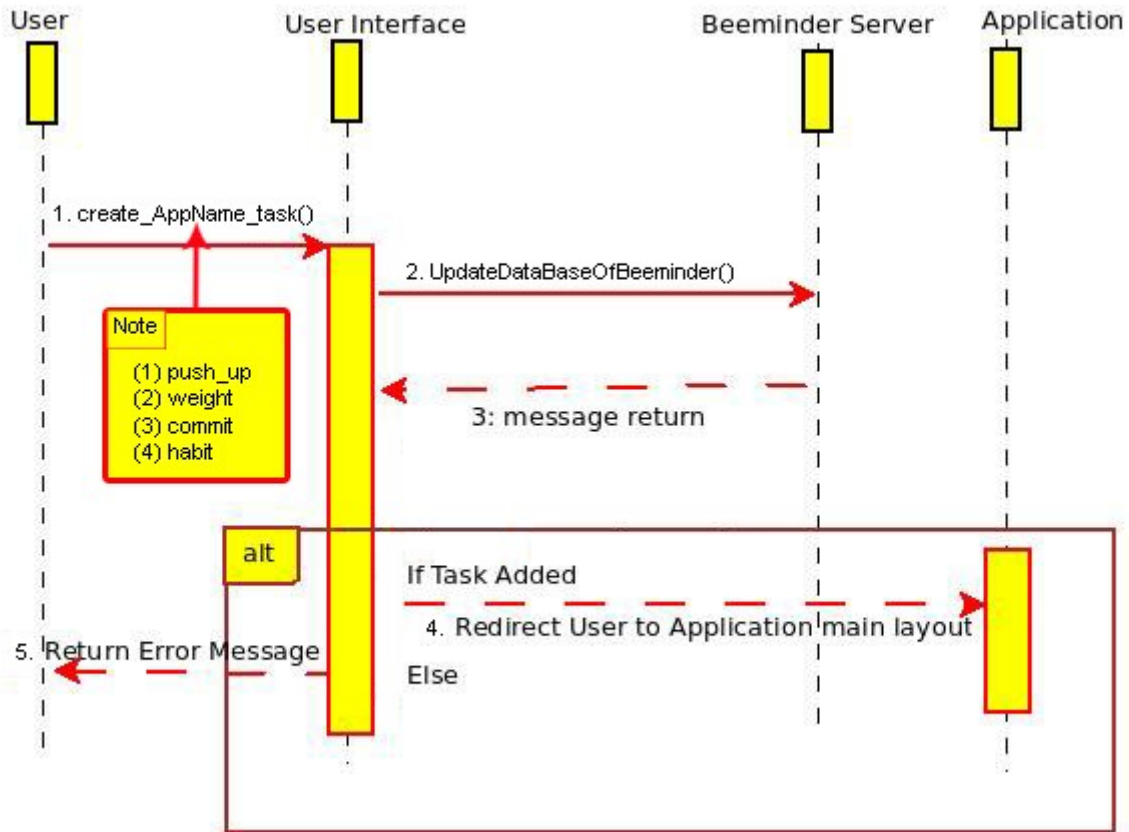 User
User Interface
Beeminder Server
Application
1. create_AppName_task()
2. UpdateDataBaseOfBeeminder()
Note
(1) push_up
(2) weight
(3) commit
(4) habit
3: message return
alt
If Task Added
4. Redirect User to Application main layout
5. Return Error Message
Else